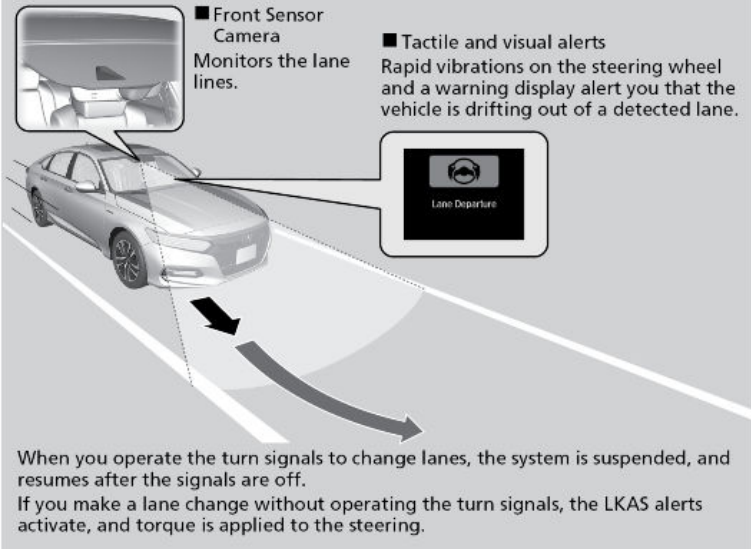 ■ Front Sensor
Camera
Monitors the lane
lines.
■ Tactile and visual alerts
Rapid vibrations on the steering wheel
and a warning display alert you that the
vehicle is drifting out of a detected lane.
Lane Departure
When you operate the turn signals to change lanes, the system is suspended, and
resumes after the signals are off.
If you make a lane change without operating the turn signals, the LKAS alerts
activate, and torque is applied to the steering.